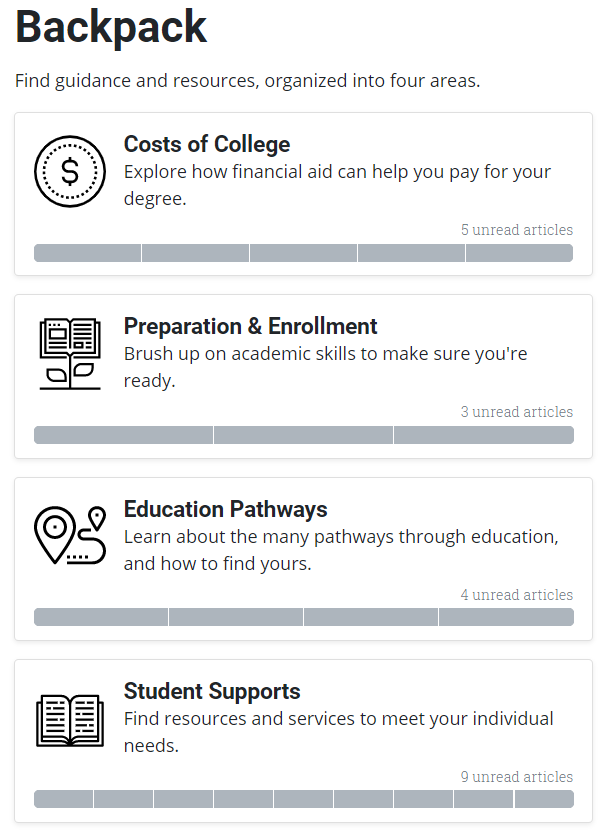 Backpack
Find guidance and resources, organized into four areas.
Costs of College
Explore how financial aid can help you pay for your
degree.
5 unread articles
Preparation & Enrollment
Brush up on academic skills to make sure you're
ready.
3 unread articles
Education Pathways
Learn about the many pathways through education,
and how to find yours.
4 unread articles
Student Supports
Find resources and services to meet your individual
needs.
9 unread articles